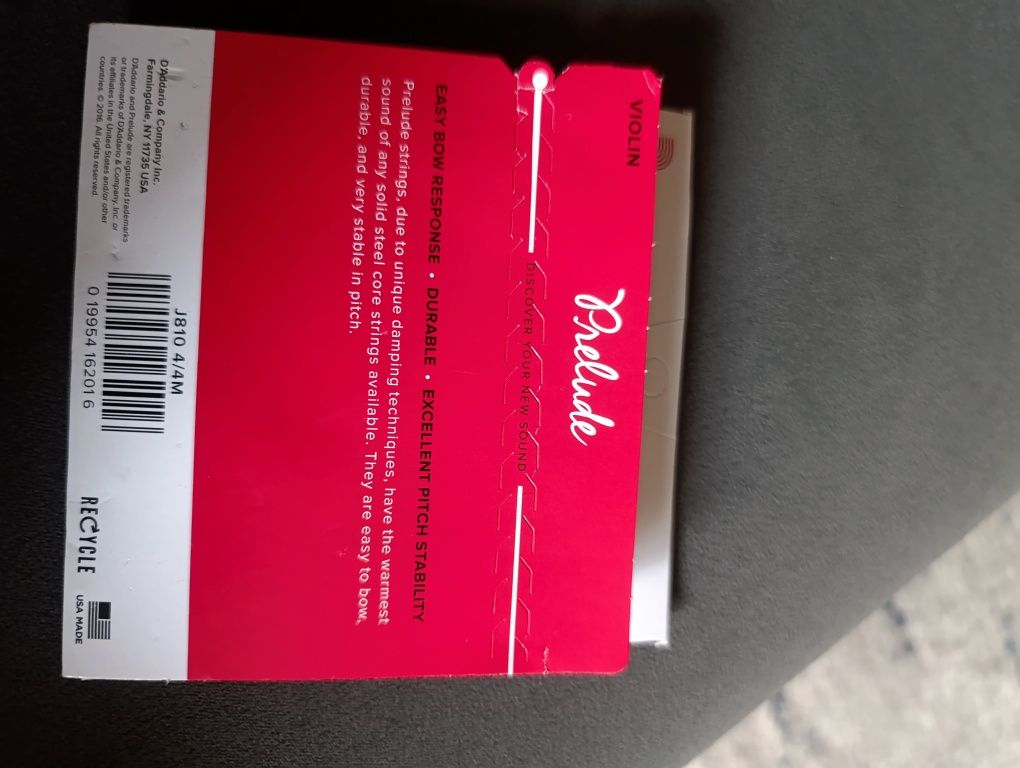 VIOLIN
Prelude
DISCOVER YOUR NEW SOUND
EASY BOW RESPONSE • DURABLE • EXCELLENT PITCH STABILITY
Prelude strings, due to unique damping techniques, have the warmest
sound of any solid steel core strings available. They are easy to bow,
durable, and very stable in pitch.
J810 4/4M
0 19954 16201 6
D'Addario & Company Inc.
Farmingdale, NY 11735 USA
D'Addario and Prelude are registered trademarks
or trademarks of D'Addario & Company, Inc. or
its affiliates in the United States and/or other
countries. © 2016. All rights reserved.
RECYCLE
USA MADE